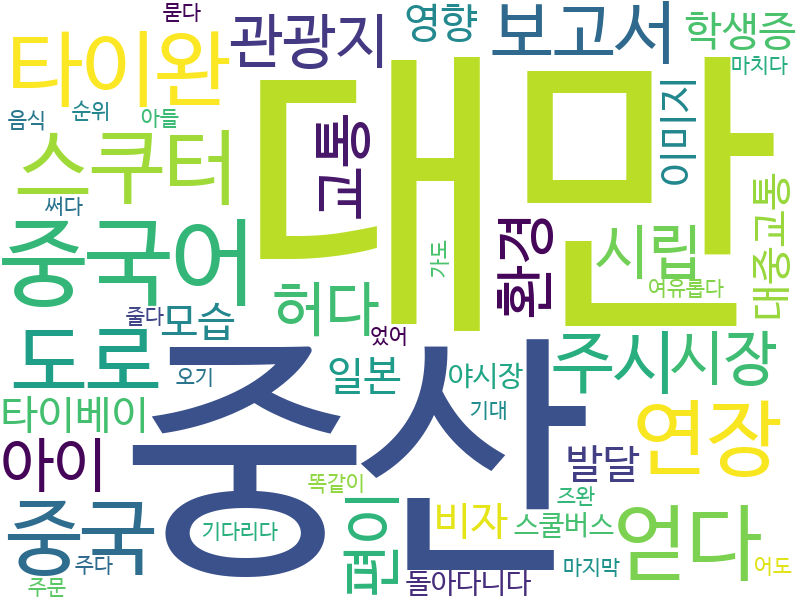 묻다
타이완
관광지
영향
보고서
학생증
마치다
음식
순위
아들
대만
이미지
스쿠터
교통
써다
중국어
환경
시립
대중교통
가도
여유롭다
허다
줄다
모습
었어
도로
오기
일본
야시장
주시시장
중산
타이베이
기대
연장
아이
발달
똑같이
즈완
중국
기다리다
편이
비자
스쿨버스
얻다
주다
마지막
어도
주문
돌아다니다